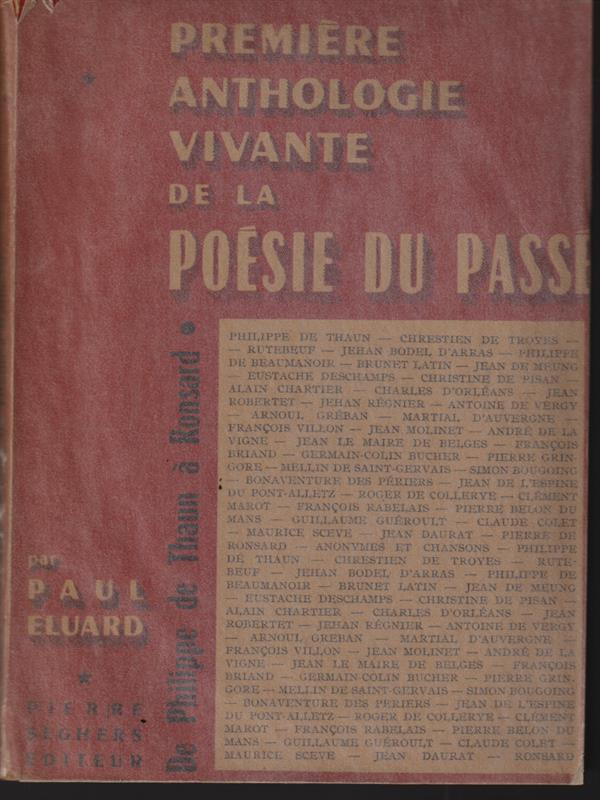 PREMIÈRE
ANTHOLOGIE
VIVANTE
DE LA
POÉSIE DU PASSÉ
De Philippe de Thaun à Ronsard
PHILIPPE DE THAUN — CHRESTIEN DE TROYES —
— RUTEBEUF — JEHAN BODEL D'ARRAS — PHILIPPE
DE BEAUMANOIR — BRUNET LATIN — JEAN DE MEUNG
— EUSTACHE DESCHAMPS — CHRISTINE DE PISAN —
ALAIN CHARTIER — CHARLES D'ORLÉANS — JEAN
ROBERTET — JEHAN RÉGNIER — ANTOINE DE VERGY
— ARNOUL GRÉBAN — MARTIAL D'AUVERGNE —
FRANÇOIS VILLON — JEAN MOLINET — ANDRÉ DE LA
VIGNE — JEAN LE MAIRE DE BELGES — FRANÇOIS
BRIAND — GERMAIN-COLIN BUCHER — PIERRE GRIN-
GORE — MELLIN DE SAINT-GERVAIS — SIMON BOUGOING
— BONAVENTURE DES PÉRIERS — JEAN DE L'ESPINE
DU PONT-ALLETZ — ROGER DE COLLERYE — CLÉMENT
MAROT — FRANÇOIS RABELAIS — PIERRE BELON DU
MANS — GUILLAUME GUÉROULT — CLAUDE COLET
— MAURICE SCEVE — JEAN DAURAT — PIERRE DE
RONSARD — ANONYMES ET CHANSONS — PHILIPPE
DE THAUN — CHRESTIEN DE TROYES — RUTE-
BEUF — JEHAN BODEL D'ARRAS — PHILIPPE DE
BEAUMANOIR — BRUNET LATIN — JEAN DE MEUNG
— EUSTACHE DESCHAMPS — CHRISTINE DE PISAN —
ALAIN CHARTIER — CHARLES D'ORLÉANS — JEAN
ROBERTET — JEHAN RÉGNIER — ANTOINE DE VERGY
— ARNOUL GREBAN — MARTIAL D'AUVERGNE —
FRANÇOIS VILLON — JEAN MOLINET — ANDRÉ DE LA
VIGNE — JEAN LE MAIRE DE BELGES — FRANÇOIS
BRIAND — GERMAIN-COLIN BUCHER — PIERRE GRIN-
GORE — MELLIN DE SAINT-GERVAIS — SIMON BOUGOING
— BONAVENTURE DES PERIERS — JEAN DE L'ESPINE
DU PONT-ALLETZ — ROGER DE COLLERYE — CLÉMENT
MAROT — FRANÇOIS RABELAIS — PIERRE BELON DU
MANS — GUILLAUME GUÉROULT — CLAUDE COLET —
MAURICE SCEVE — JEAN DAURAT — RONSARD
par
PAUL
ELUARD
PIERRE
SEGHERS
EDITEUR